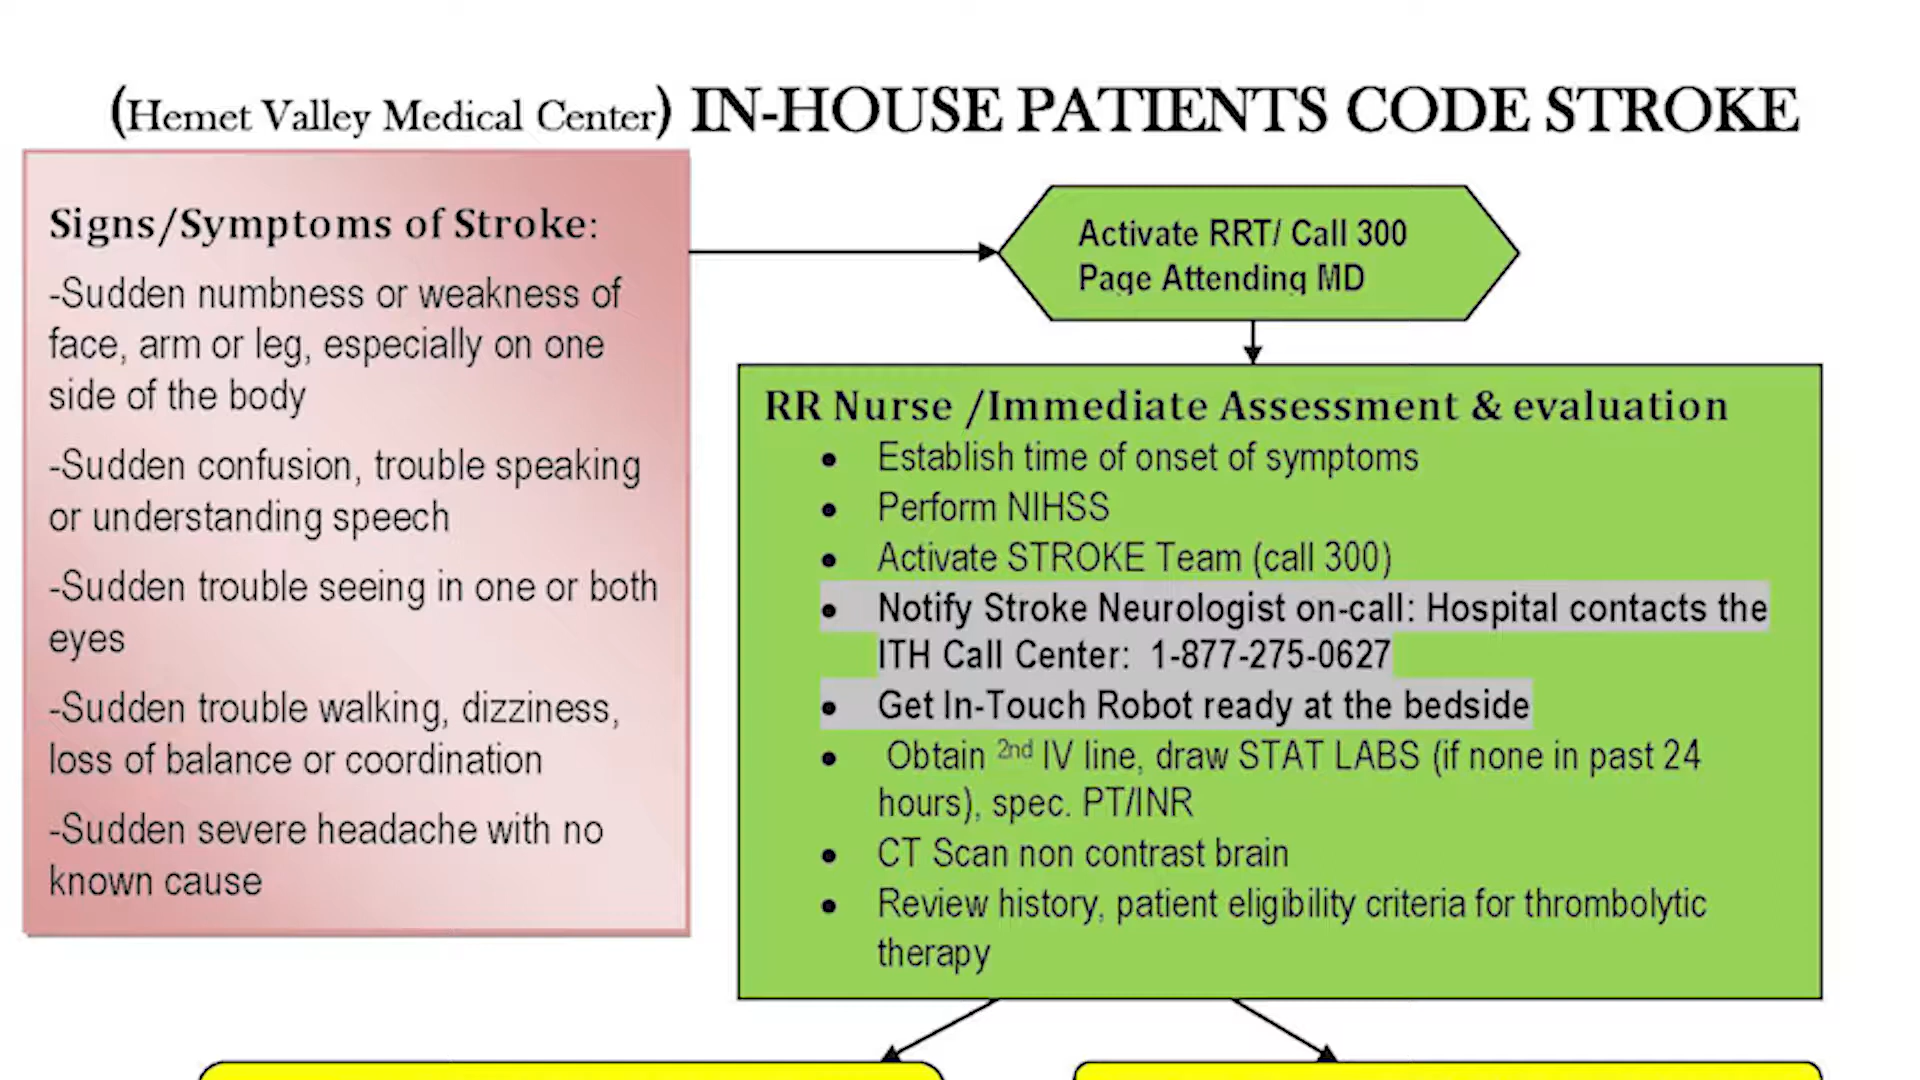 (Hemet Valley Medical Center) IN-HOUSE PATIENTS CODE STROKE
Signs/Symptoms of Stroke:
-Sudden numbness or weakness of
face, arm or leg, especially on one
side of the body
-Sudden confusion, trouble speaking
or understanding speech
-Sudden trouble seeing in one or both
eyes
-Sudden trouble walking, dizziness,
loss of balance or coordination
-Sudden severe headache with no
known cause
Activate RRT/ Call 300
Page Attending MD
RR Nurse /Immediate Assessment & evaluation
• Establish time of onset of symptoms
• Perform NIHSS
• Activate STROKE Team (call 300)
• Notify Stroke Neurologist on-call: Hospital contacts the
ITH Call Center: 1-877-275-0627
• Get In-Touch Robot ready at the bedside
• Obtain 2nd IV line, draw STAT LABS (if none in past 24
hours), spec. PT/INR
• CT Scan non contrast brain
• Review history, patient eligibility criteria for thrombolytic
therapy